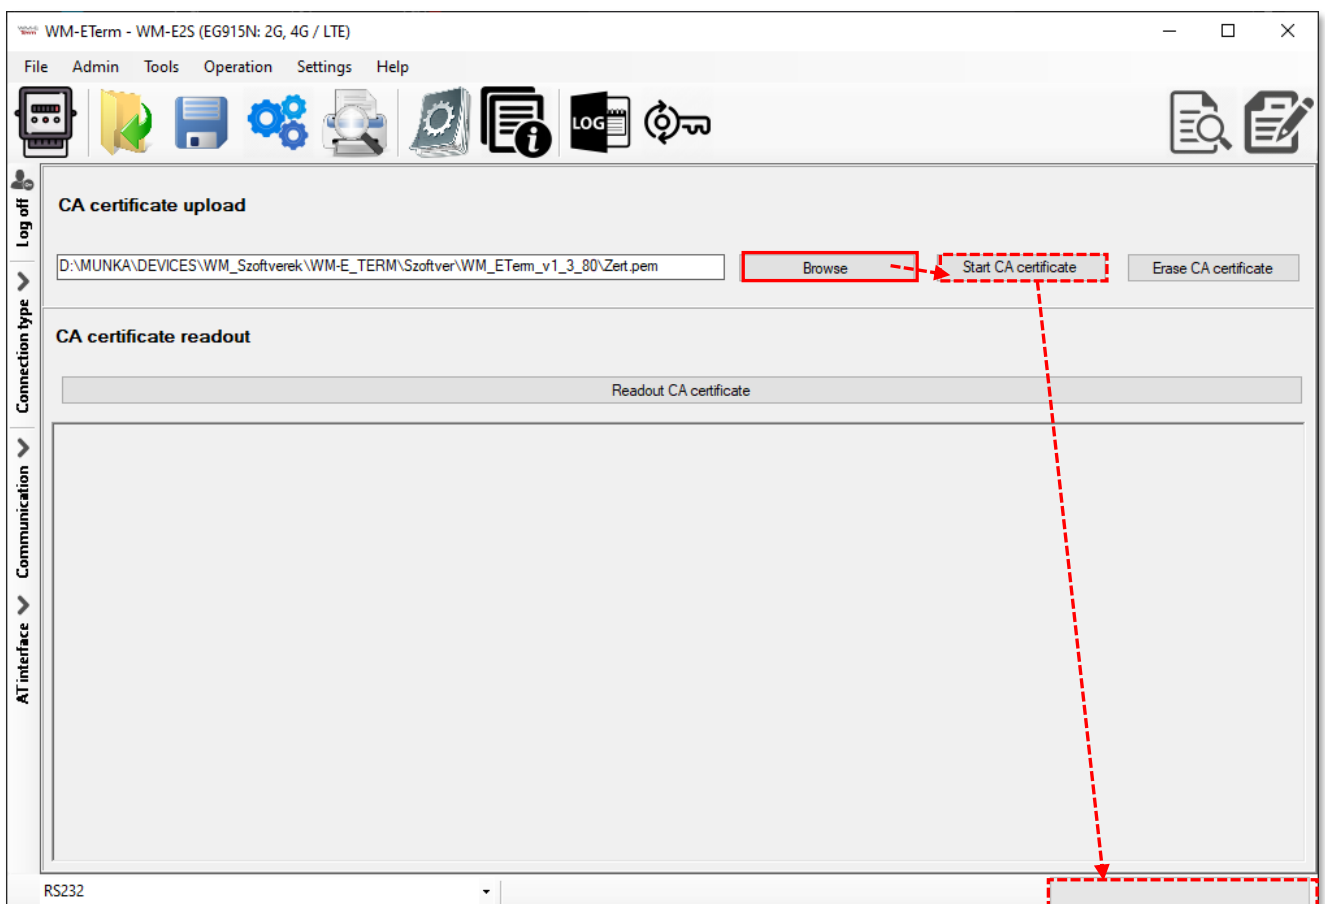 WM-ETerm - WM-E2S (EG915N: 2G, 4G / LTE)
File Admin Tools Operation Settings Help
LOG
Log off
Connection type
Communication
AT interface
CA certificate upload
D:\MUNKA\DEVICES\WM_Szoftverek\WM-E_TERM\Szoftver\WM_ETerm_v1_3_80\Zert.pem
Browse
Start CA certificate
Erase CA certificate
CA certificate readout
Readout CA certificate
RS232